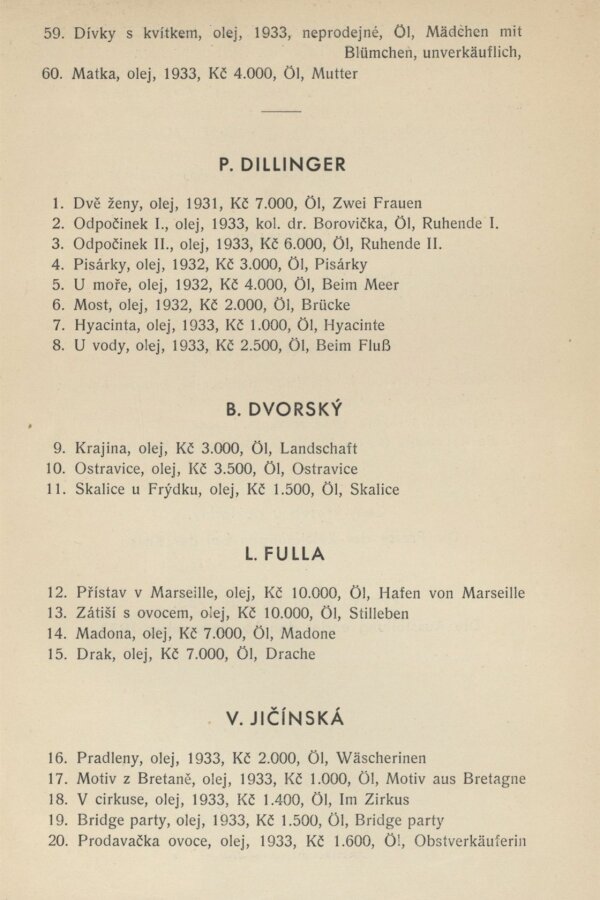 59. Dívky s kvítkem, olej, 1933, neprodejné, Öl, Mädchen mit
Blümchen, unverkäuflich,
60. Matka, olej, 1933, Kč 4.000, Öl, Mutter
P. DILLINGER
1. Dvě ženy, olej, 1931, Kč 7.000, Öl, Zwei Frauen
2. Odpočinek I., olej, 1933, kol. dr. Borovička, Öl, Ruhende I.
3. Odpočinek II., olej, 1933, Kč 6.000, Öl, Ruhende II.
4. Pisárky, olej, 1932, Kč 3.000, Öl, Pisárky
5. U moře, olej, 1932, Kč 4.000, Öl, Beim Meer
6. Most, olej, 1932, Kč 2.000, Öl, Brücke
7. Hyacinta, olej, 1933, Kč 1.000, Öl, Hyacinte
8. U vody, olej, 1933, Kč 2.500, Öl, Beim Fluß
B. DVORSKÝ
9. Krajina, olej, Kč 3.000, Öl, Landschaft
10. Ostravice, olej, Kč 3.500, Öl, Ostravice
11. Skalice u Frýdku, olej, Kč 1.500, Öl, Skalice
L. FULLA
12. Přístav v Marseille, olej, Kč 10.000, Öl, Hafen von Marseille
13. Zátiší s ovocem, olej, Kč 10.000, Öl, Stilleben
14. Madona, olej, Kč 7.000, Öl, Madone
15. Drak, olej, Kč 7.000, Öl, Drache
V. JIČÍNSKÁ
16. Pradleny, olej, 1933, Kč 2.000, Öl, Wäscherinen
17. Motiv z Bretaně, olej, 1933, Kč 1.000, Öl, Motiv aus Bretagne
18. V cirkuse, olej, 1933, Kč 1.400, Öl, Im Zirkus
19. Bridge party, olej, 1933, Kč 1.500, Öl, Bridge party
20. Prodavačka ovoce, olej, 1933, Kč 1.600, Öl, Obstverkäuferin